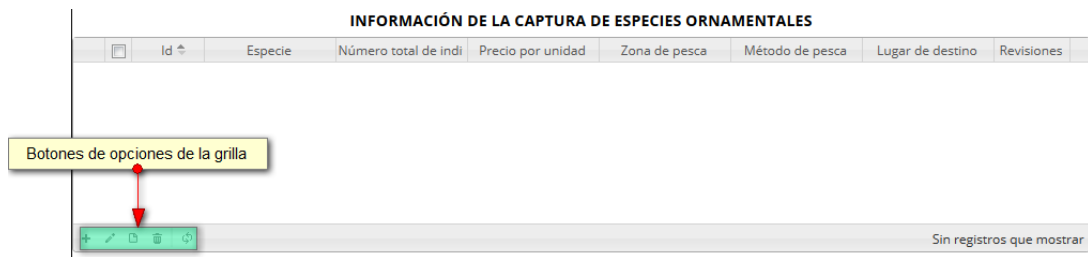 INFORMACIÓN DE LA CAPTURA DE ESPECIES ORNAMENTALES
Id Especie Número total de indi Precio por unidad Zona de pesca Método de pesca Lugar de destino Revisiones
Botones de opciones de la grilla
Sin registros que mostrar